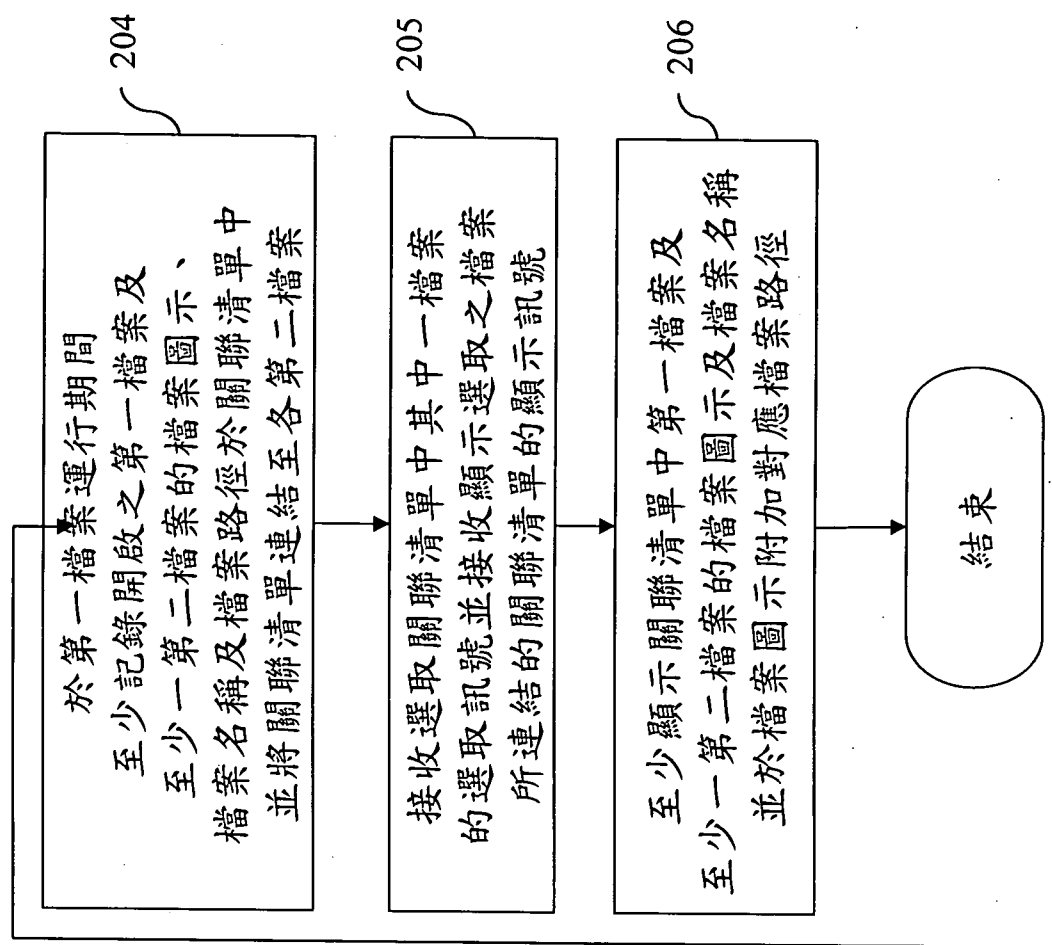 於第一檔案運行期間
至少記錄開啟之第一檔案及
至少一第二檔案的檔案圖示、
檔案名稱及檔案路徑於關聯清單中
並將關聯清單連結至各第二檔案
204
接收選取關聯清單中其中一檔案
的選取訊號並接收顯示選取之檔案
所連結的關聯清單的顯示訊號
205
至少顯示關聯清單中第一檔案及
至少一第二檔案的檔案圖示及檔案名稱
並於檔案圖示附加對應檔案路徑
206
結束